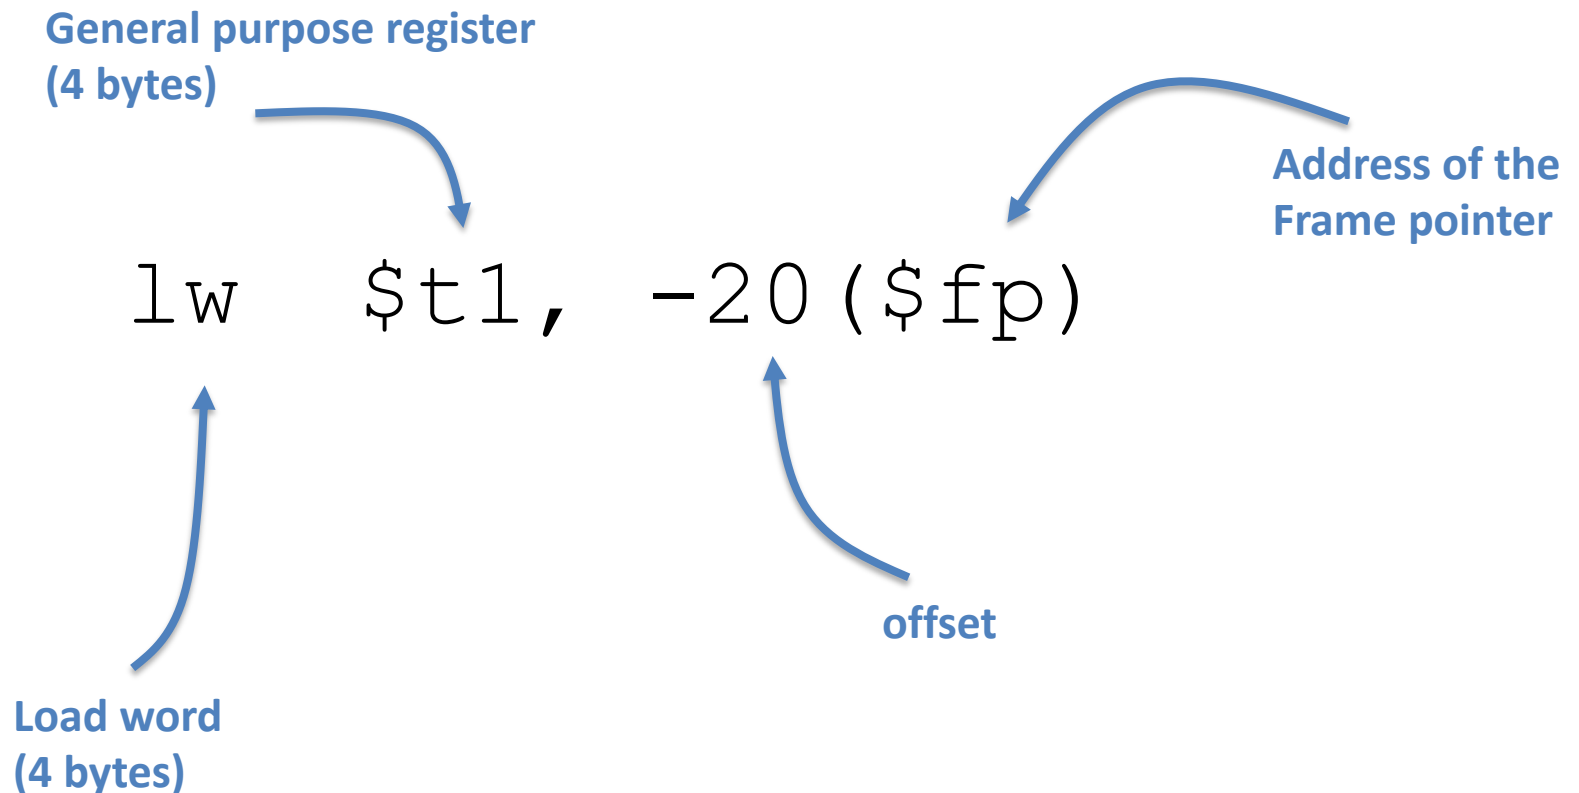 General purpose register
(4 bytes)
Address of the
Frame pointer
lw $t1, -20($fp)
offset
Load word
(4 bytes)